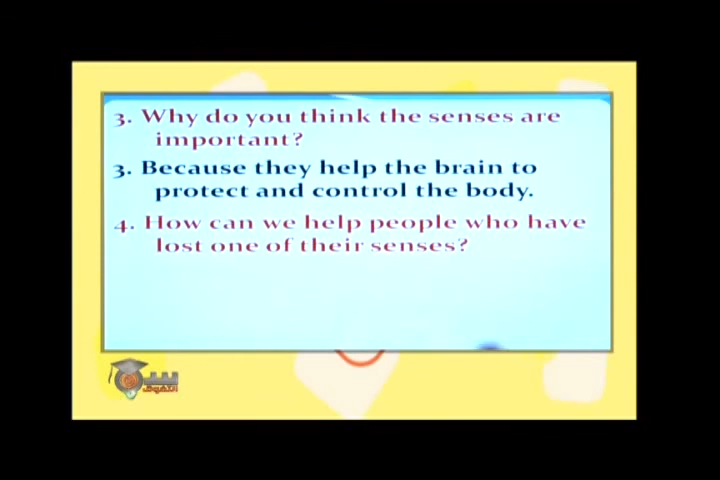 3. Why do you think the senses are
important?
3. Because they help the brain to
protect and control the body.
4. How can we help people who have
lost one of their senses?